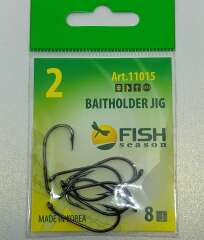 2
Art.11015
BAITHOLDER JIG
FISH
season
MADE IN KOREA
8